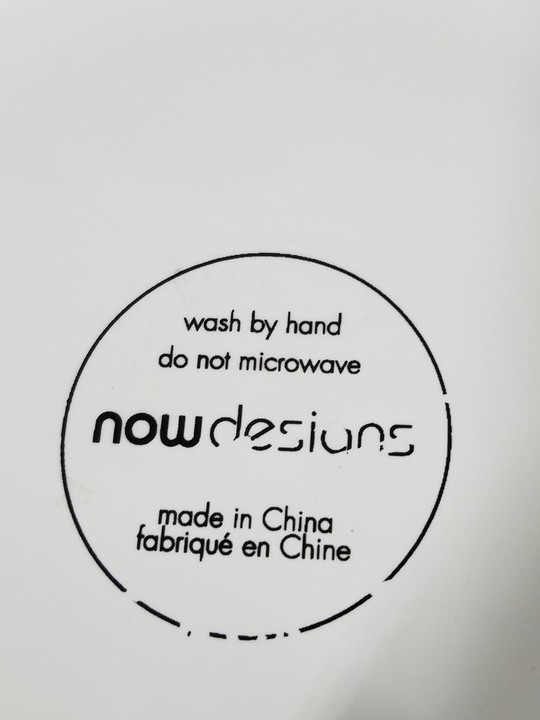 wash by hand
do not microwave
nowdesigns
made in China
fabriqué en Chine